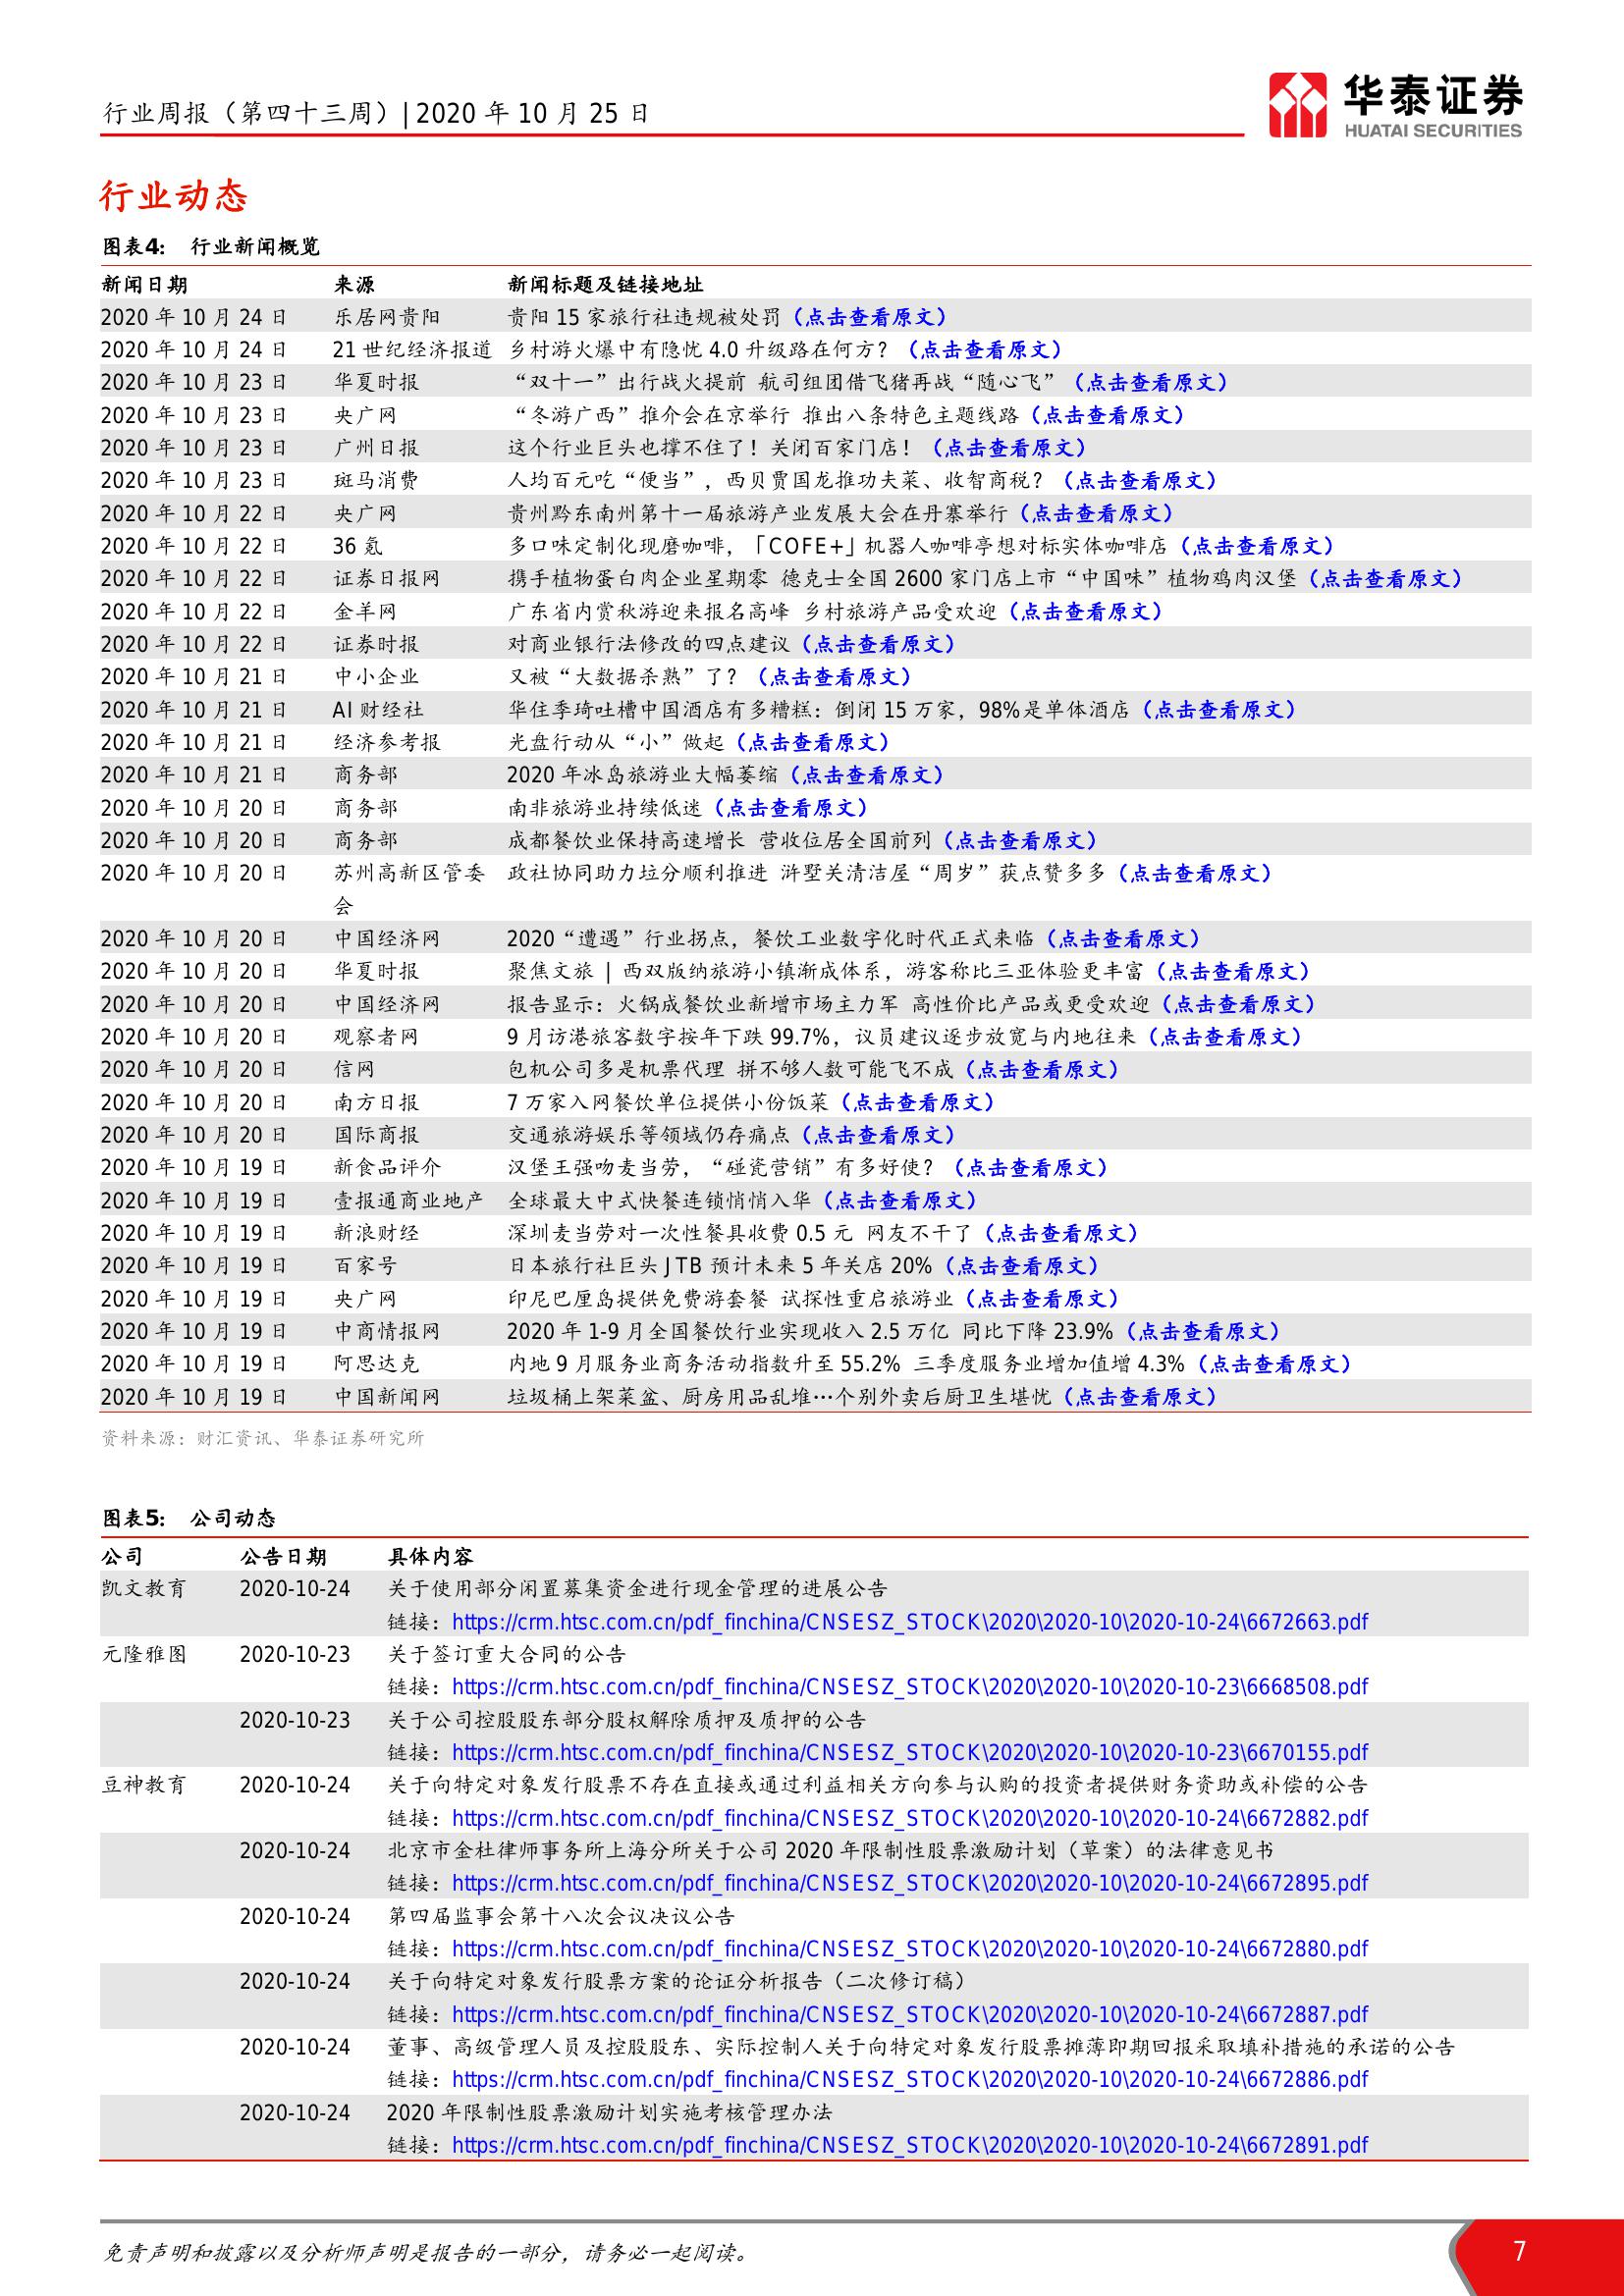 行业周报（第四十三周）| 2020 年 10 月 25 日
华泰证券
HUATAI SECURITIES
行业动态
图表4： 行业新闻概览
新闻日期 来源 新闻标题及链接地址
2020 年 10 月 24 日 乐居网贵阳 贵阳 15 家旅行社违规被处罚（点击查看原文）
2020 年 10 月 24 日 21 世纪经济报道 乡村游火爆中有隐忧 4.0 升级路在何方？（点击查看原文）
2020 年 10 月 23 日 华夏时报 “双十一”出行战火提前 航司组团借飞猪再战“随心飞”（点击查看原文）
2020 年 10 月 23 日 央广网 “冬游广西”推介会在京举行 推出八条特色主题线路（点击查看原文）
2020 年 10 月 23 日 广州日报 这个行业巨头也撑不住了！关闭百家门店！（点击查看原文）
2020 年 10 月 23 日 斑马消费 人均百元吃“便当”，西贝贾国龙推功夫菜、收智商税？（点击查看原文）
2020 年 10 月 22 日 央广网 贵州黔东南州第十一届旅游产业发展大会在丹寨举行（点击查看原文）
2020 年 10 月 22 日 36 氪 多口味定制化现磨咖啡，「COFE+」机器人咖啡亭想对标实体咖啡店（点击查看原文）
2020 年 10 月 22 日 证券日报网 携手植物蛋白肉企业星期零 德克士全国 2600 家门店上市“中国味”植物鸡肉汉堡（点击查看原文）
2020 年 10 月 22 日 金羊网 广东省内赏秋游迎来报名高峰 乡村旅游产品受欢迎（点击查看原文）
2020 年 10 月 22 日 证券时报 对商业银行法修改的四点建议（点击查看原文）
2020 年 10 月 21 日 中小企业 又被“大数据杀熟”了？（点击查看原文）
2020 年 10 月 21 日 AI 财经社 华住季琦吐槽中国酒店有多糟糕：倒闭 15 万家，98%是单体酒店（点击查看原文）
2020 年 10 月 21 日 经济参考报 光盘行动从“小”做起（点击查看原文）
2020 年 10 月 21 日 商务部 2020 年冰岛旅游业大幅萎缩（点击查看原文）
2020 年 10 月 20 日 商务部 南非旅游业持续低迷（点击查看原文）
2020 年 10 月 20 日 商务部 成都餐饮业保持高速增长 营收位居全国前列（点击查看原文）
2020 年 10 月 20 日 苏州高新区管委 政社协同助力垃分顺利推进 浒墅关清洁屋“周岁”获点赞多多（点击查看原文）
会
2020 年 10 月 20 日 中国经济网 2020“遭遇”行业拐点，餐饮工业数字化时代正式来临（点击查看原文）
2020 年 10 月 20 日 华夏时报 聚焦文旅 | 西双版纳旅游小镇渐成体系，游客称比三亚体验更丰富（点击查看原文）
2020 年 10 月 20 日 中国经济网 报告显示：火锅成餐饮业新增市场主力军 高性价比产品或更受欢迎（点击查看原文）
2020 年 10 月 20 日 观察者网 9 月访港旅客数字按年下跌 99.7%，议员建议逐步放宽与内地往来（点击查看原文）
2020 年 10 月 20 日 信网 包机公司多是机票代理 拼不够人数可能飞不成（点击查看原文）
2020 年 10 月 20 日 南方日报 7 万家入网餐饮单位提供小份饭菜（点击查看原文）
2020 年 10 月 20 日 国际商报 交通旅游娱乐等领域仍存痛点（点击查看原文）
2020 年 10 月 19 日 新食品评介 汉堡王强吻麦当劳，“碰瓷营销”有多好使？（点击查看原文）
2020 年 10 月 19 日 壹报通商业地产 全球最大中式快餐连锁悄悄入华（点击查看原文）
2020 年 10 月 19 日 新浪财经 深圳麦当劳对一次性餐具收费 0.5 元 网友不干了（点击查看原文）
2020 年 10 月 19 日 百家号 日本旅行社巨头 JTB 预计未来 5 年关店 20%（点击查看原文）
2020 年 10 月 19 日 央广网 印尼巴厘岛提供免费游套餐 试探性重启旅游业（点击查看原文）
2020 年 10 月 19 日 中商情报网 2020 年 1-9 月全国餐饮行业实现收入 2.5 万亿 同比下降 23.9%（点击查看原文）
2020 年 10 月 19 日 阿思达克 内地 9 月服务业商务活动指数升至 55.2% 三季度服务业增加值增 4.3%（点击查看原文）
2020 年 10 月 19 日 中国新闻网 垃圾桶上架菜盆、厨房用品乱堆…个别外卖后厨卫生堪忧（点击查看原文）
资料来源：财汇资讯、华泰证券研究所
图表5： 公司动态
公司 公告日期 具体内容
凯文教育 2020-10-24 关于使用部分闲置募集资金进行现金管理的进展公告
链接：https://crm.htsc.com.cn/pdf_finchina/CNSESZ_STOCK\2020\2020-10\2020-10-24\6672663.pdf
元隆雅图 2020-10-23 关于签订重大合同的公告
链接：https://crm.htsc.com.cn/pdf_finchina/CNSESZ_STOCK\2020\2020-10\2020-10-23\6668508.pdf
2020-10-23 关于公司控股股东部分股权解除质押及质押的公告
链接：https://crm.htsc.com.cn/pdf_finchina/CNSESZ_STOCK\2020\2020-10\2020-10-23\6670155.pdf
豆神教育 2020-10-24 关于向特定对象发行股票不存在直接或通过利益相关方向参与认购的投资者提供财务资助或补偿的公告
链接：https://crm.htsc.com.cn/pdf_finchina/CNSESZ_STOCK\2020\2020-10\2020-10-24\6672882.pdf
2020-10-24 北京市金杜律师事务所上海分所关于公司 2020 年限制性股票激励计划（草案）的法律意见书
链接：https://crm.htsc.com.cn/pdf_finchina/CNSESZ_STOCK\2020\2020-10\2020-10-24\6672895.pdf
2020-10-24 第四届监事会第十八次会议决议公告
链接：https://crm.htsc.com.cn/pdf_finchina/CNSESZ_STOCK\2020\2020-10\2020-10-24\6672880.pdf
2020-10-24 关于向特定对象发行股票方案的论证分析报告（二次修订稿）
链接：https://crm.htsc.com.cn/pdf_finchina/CNSESZ_STOCK\2020\2020-10\2020-10-24\6672887.pdf
2020-10-24 董事、高级管理人员及控股股东、实际控制人关于向特定对象发行股票摊薄即期回报采取填补措施的承诺的公告
链接：https://crm.htsc.com.cn/pdf_finchina/CNSESZ_STOCK\2020\2020-10\2020-10-24\6672886.pdf
2020-10-24 2020 年限制性股票激励计划实施考核管理办法
链接：https://crm.htsc.com.cn/pdf_finchina/CNSESZ_STOCK\2020\2020-10\2020-10-24\6672891.pdf
免责声明和披露以及分析师声明是报告的一部分，请务必一起阅读。 7